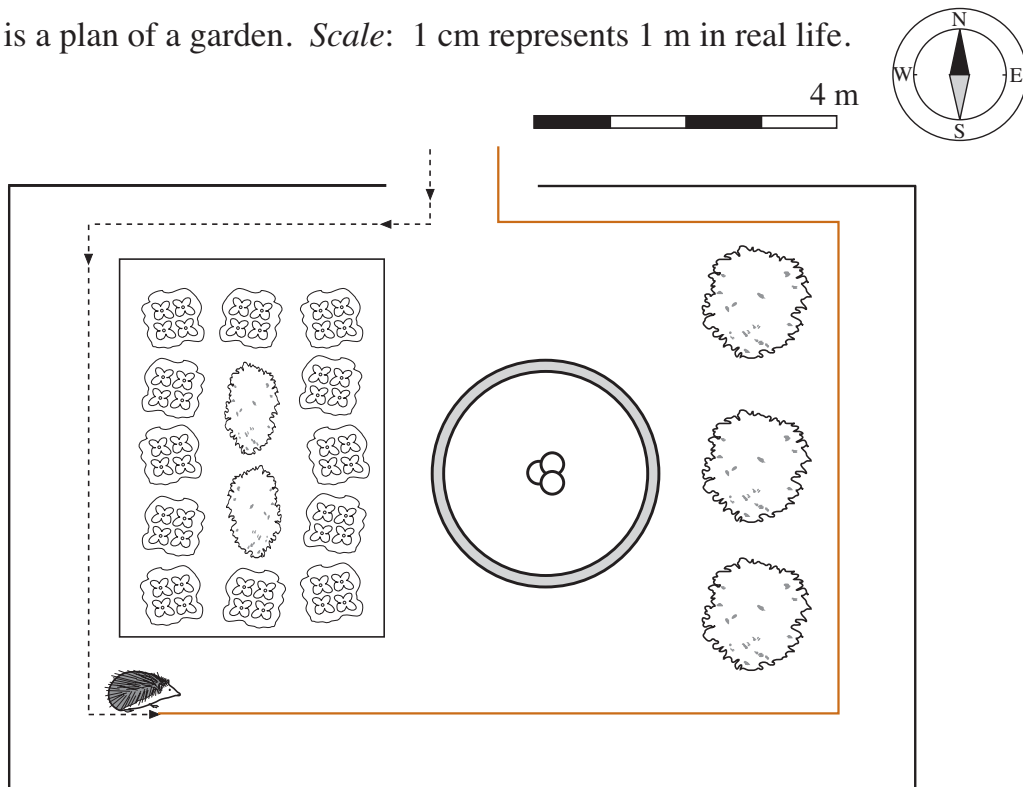 is a plan of a garden. Scale: 1 cm represents 1 m in real life.
N
W E
S
4 m